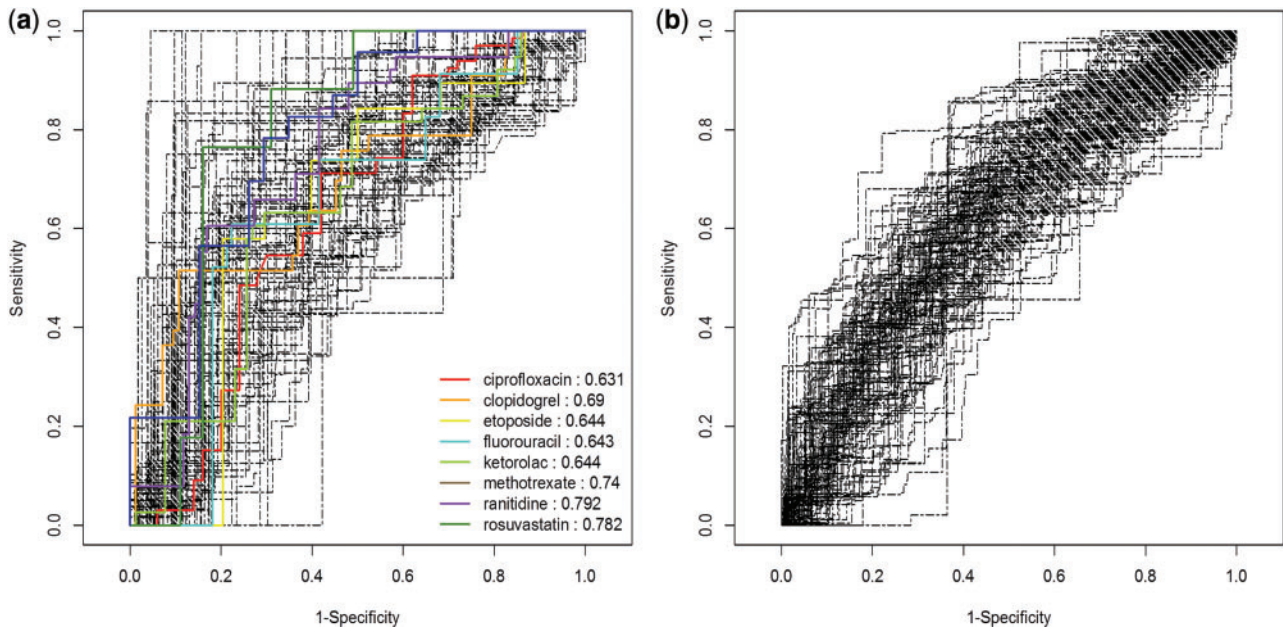 (a)
1.0
0.8
0.6
0.4
0.2
0.0
Sensitivity
ciprofloxacin : 0.631
clopidogrel : 0.69
etoposide : 0.644
fluorouracil : 0.643
ketorolac : 0.644
methotrexate : 0.74
ranitidine : 0.792
rosuvastatin : 0.782
0.0 0.2 0.4 0.6 0.8 1.0
1-Specificity
(b)
1.0
0.8
0.6
0.4
0.2
0.0
Sensitivity
0.0 0.2 0.4 0.6 0.8 1.0
1-Specificity